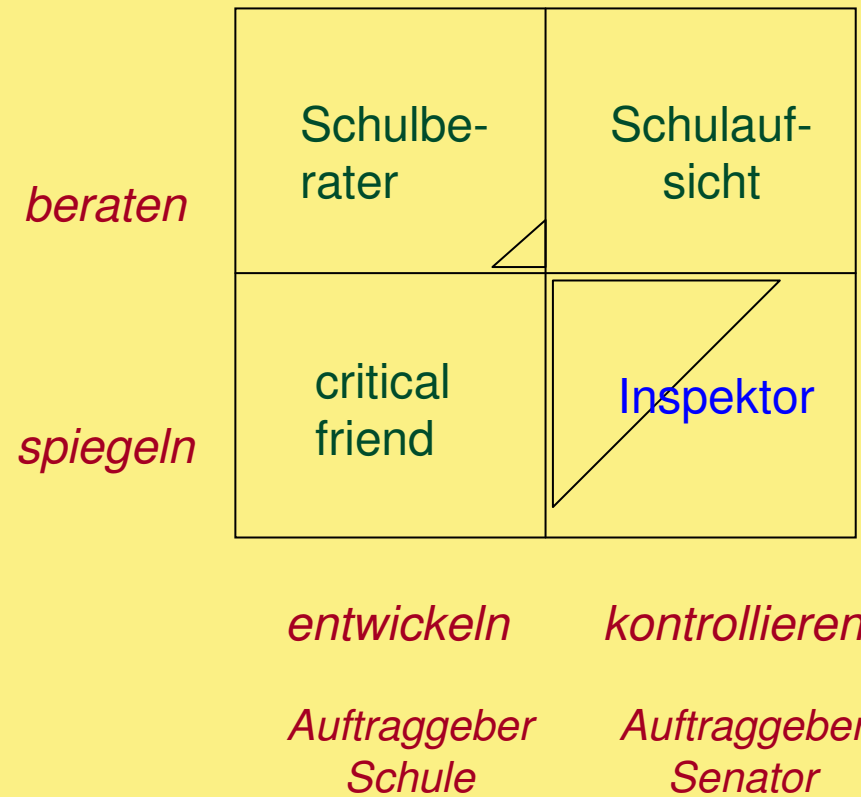 Schulbe-
rater
Schulauf-
sicht
beraten
critical
friend
Inspektor
spiegeln
entwickeln
kontrollieren
Auftraggeber
Schule
Auftraggeber
Senator